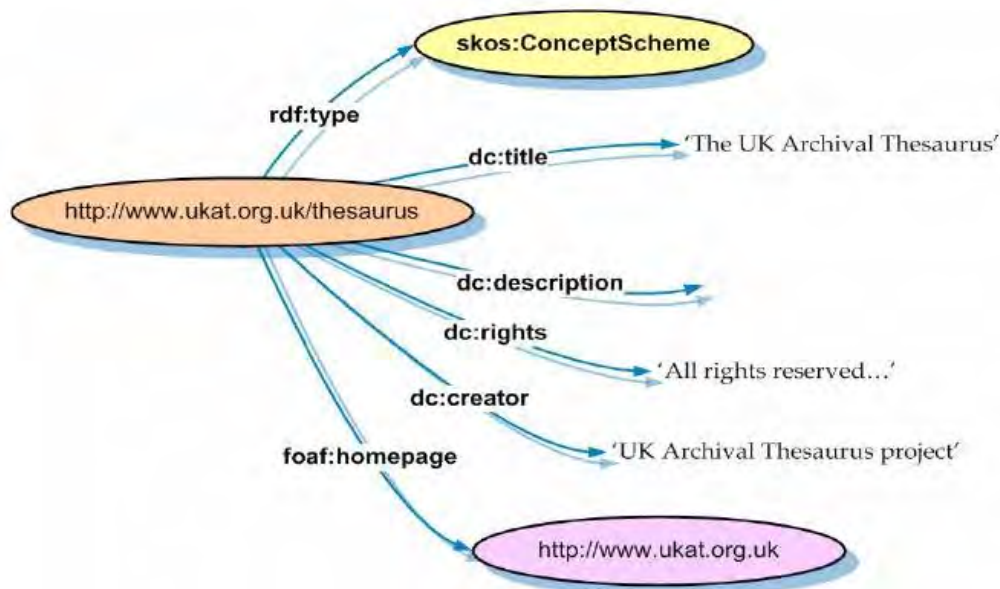 skos:ConceptScheme
rdf:type
dc:title
'The UK Archival Thesaurus'
http://www.ukat.org.uk/thesaurus
dc:description
dc:rights
'All rights reserved…'
dc:creator
'UK Archival Thesaurus project'
foaf:homepage
http://www.ukat.org.uk